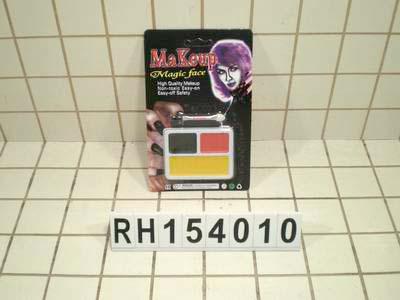 MaKeup
Magic face
High Quality Makeup
Non-toxic Easy-on
Easy-off Safety
RH154010